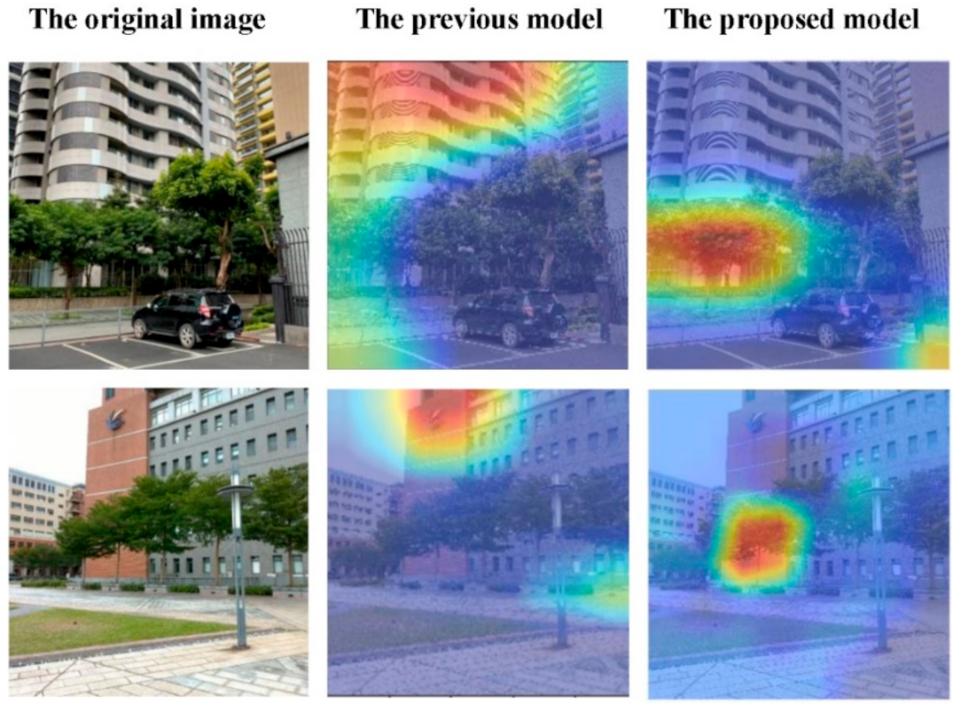 The original image
The previous model
The proposed model